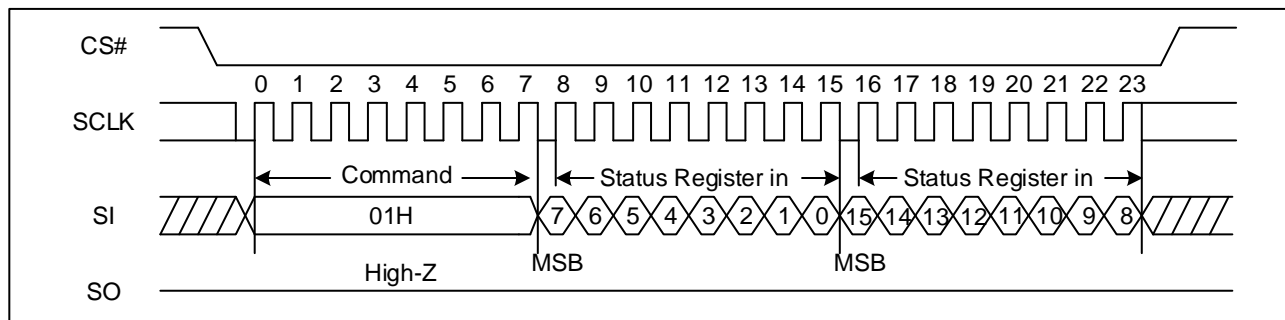 CS#
0 1 2 3 4 5 6 7 8 9 10 11 12 13 14 15 16 17 18 19 20 21 22 23
SCLK
Command Status Register in Status Register in
SI 01H 7 6 5 4 3 2 1 0 15 14 13 12 11 10 9 8
MSB MSB
High-Z
SO